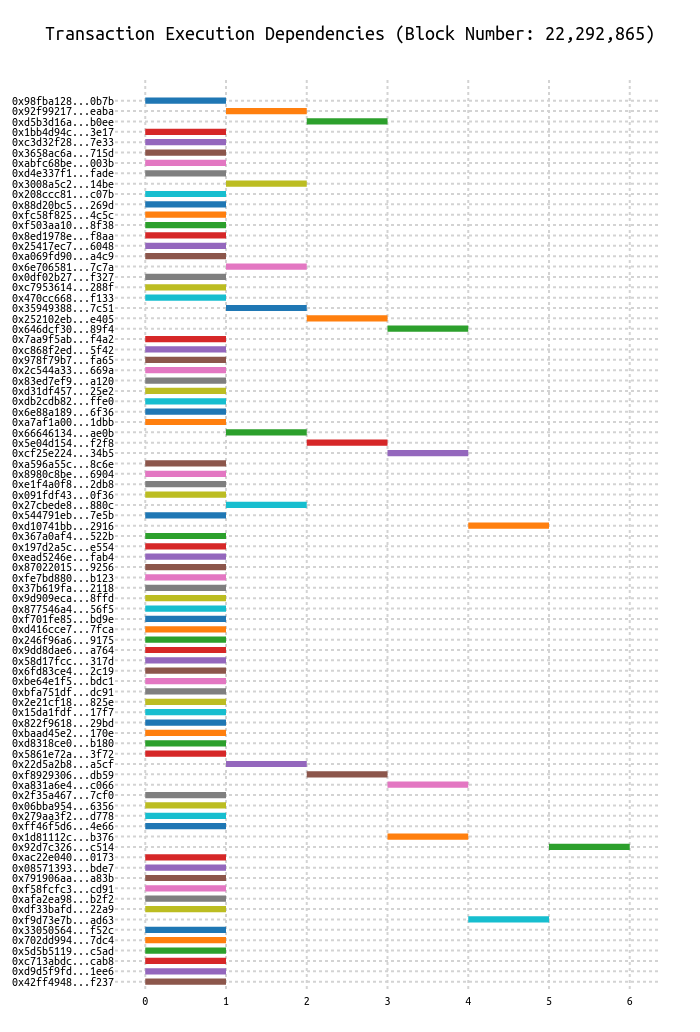 Transaction Execution Dependencies (Block Number: 22,292,865)
0x98fba128...0b7b
0x92f99217...eaba
0xd5b3d16a...b0ee
0x1bb4d94c...3e17
0xc3d32f28...7e33
0x3658ac6a...715d
0xabfc68be...003b
0xd4e337f1...fade
0x3008a5c2...14be
0x208ccc81...c07b
0x88d20bc5...269d
0xfc58f825...4c5c
0xf503aa10...8f38
0x8ed1978e...f8aa
0x25417ec7...6048
0xa069fd90...a4c9
0x6e706581...7c7a
0x0df02b27...f327
0xc7953614...288f
0x470cc668...f133
0x35949388...7c51
0x252102eb...e405
0x646dcf30...89f4
0x7aa9f5ab...f4a2
0xc868f2ed...5f42
0x978f79b7...fa65
0x2c544a33...669a
0x83ed7ef9...a120
0xd31df457...25e2
0xdb2cdb82...ffe0
0x6e88a189...6f36
0xa7af1a00...1dbb
0x66646134...ae0b
0x5e04d154...f2f8
0xcf25e224...34b5
0xa596a55c...8c6e
0x8980c8be...6904
0xe1f4a0f8...2db8
0x091fdf43...0f36
0x27cbede8...880c
0x544791eb...7e5b
0xd10741bb...2916
0x367a0af4...522b
0x197d2a5c...e554
0xead5246e...fab4
0x87022015...9256
0xfe7bd880...b123
0x37b619fa...2118
0x9d909eca...8ffd
0x877546a4...56f5
0xf701fe85...bd9e
0xd416cce7...7fca
0x246f96a6...9175
0x9dd8dae6...a764
0x58d17fcc...317d
0x6fd83ce4...2c19
0xbe64e1f5...bdc1
0xbfa751df...dc91
0x2e21cf18...825e
0x15da1fdf...17f7
0x822f9618...29bd
0xbaad45e2...170e
0xd8318ce0...b180
0x5861e72a...3f72
0x22d5a2b8...a5cf
0xf8929306...db59
0xa831a6e4...c066
0x2f35a467...7cf0
0x06bba954...6356
0x279aa3f2...d778
0xff46f5d6...4e66
0x1d81112c...b376
0x92d7c326...c514
0xac22e040...0173
0x08571393...bde7
0x791906aa...a83b
0xf58fcfc3...cd91
0xafa2ea98...b2f2
0xdf33bafd...22a9
0xf9d73e7b...ad63
0x33050564...f52c
0x702dd994...7dc4
0x5d5b5119...c5ad
0xc713abdc...cab8
0xd9d5f9fd...1ee6
0x42ff4948...f237
0 1 2 3 4 5 6